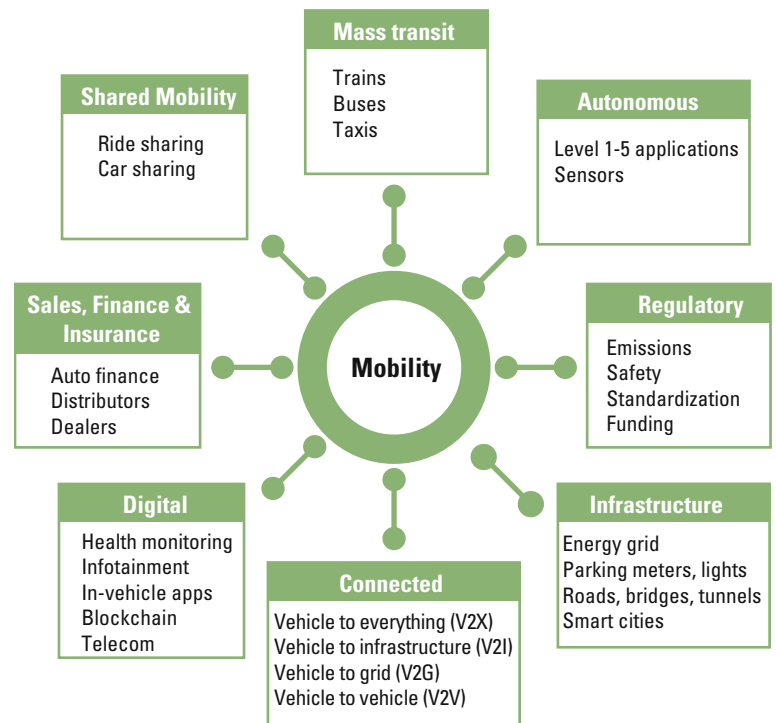 Mass transit
Trains
Buses
Taxis
Shared Mobility
Ride sharing
Car sharing
Autonomous
Level 1-5 applications
Sensors
Sales, Finance &
Insurance
Auto finance
Distributors
Dealers
Mobility
Regulatory
Emissions
Safety
Standardization
Funding
Digital
Health monitoring
Infotainment
In-vehicle apps
Blockchain
Telecom
Connected
Vehicle to everything (V2X)
Vehicle to infrastructure (V2I)
Vehicle to grid (V2G)
Vehicle to vehicle (V2V)
Infrastructure
Energy grid
Parking meters, lights
Roads, bridges, tunnels
Smart cities